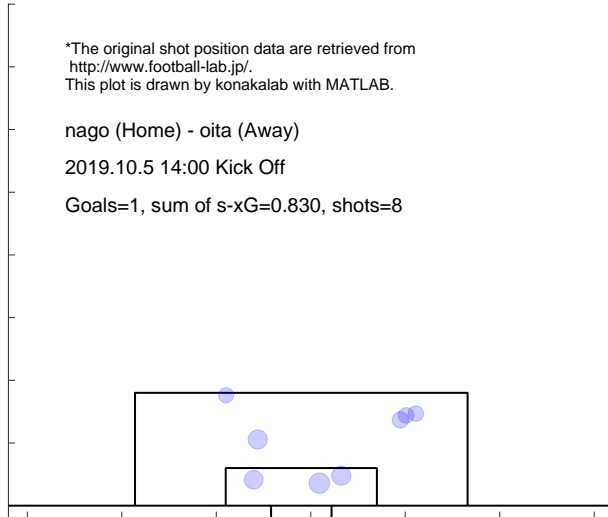 *The original shot position data are retrieved from
http://www.football-lab.jp/.
This plot is drawn by konakalab with MATLAB.
nago (Home) - oita (Away)
2019.10.5 14:00 Kick Off
Goals=1, sum of s-xG=0.830, shots=8